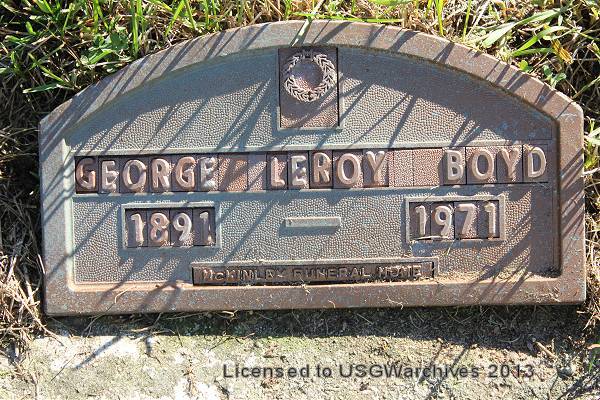 GEORGE LEROY BOYD
1891 — 1971
McKINLEY FUNERAL HOME
Licensed to USGWarchives 2013